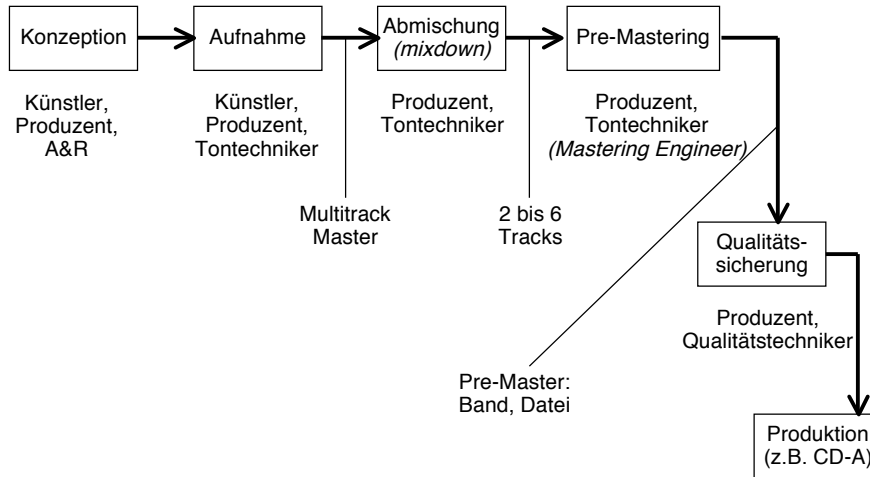 Konzeption
Aufnahme
Abmischung
(mixdown)
Pre-Mastering
Künstler,
Produzent,
A&R
Künstler,
Produzent,
Tontechniker
Produzent,
Tontechniker
Produzent,
Tontechniker
(Mastering Engineer)
Multitrack
Master
2 bis 6
Tracks
Qualitäts-
sicherung
Produzent,
Qualitätstechniker
Pre-Master:
Band, Datei
Produktion
(z.B. CD-A)